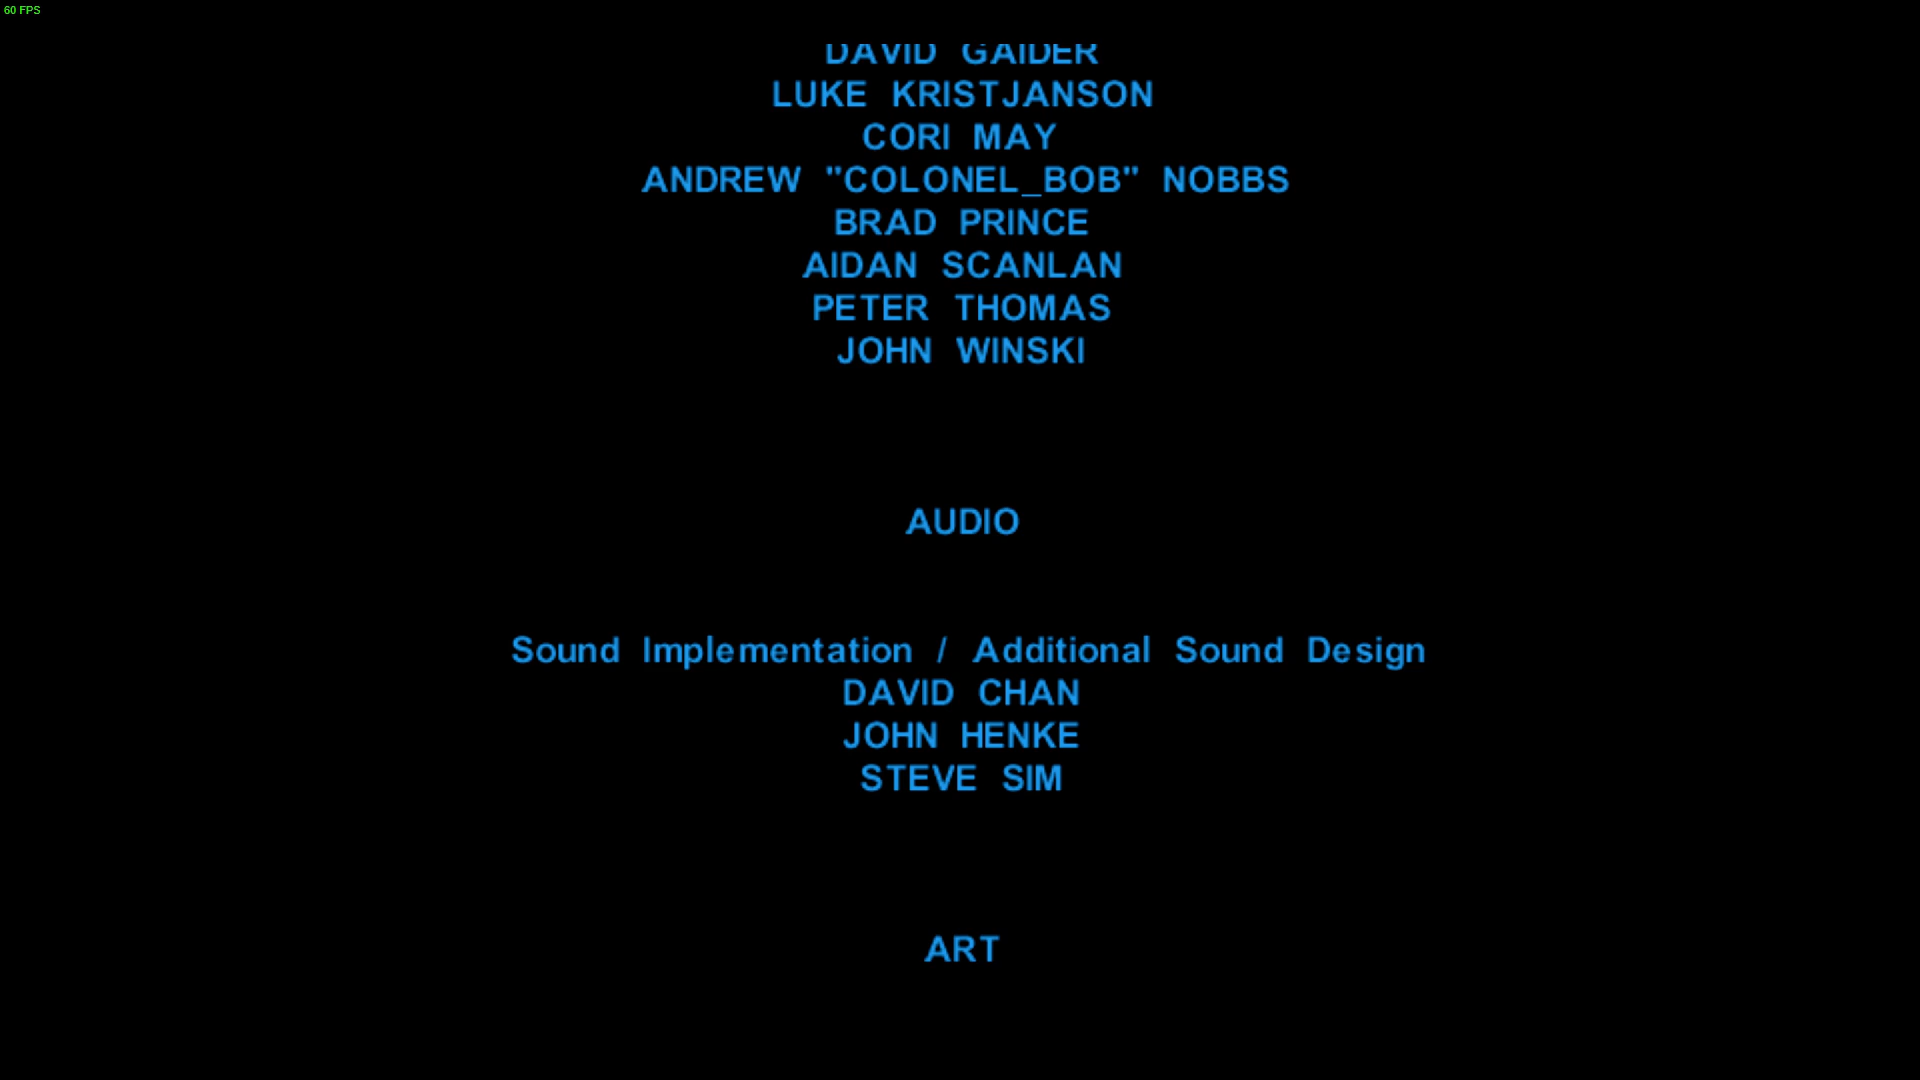 60 FPS
DAVID GAIDER
LUKE KRISTJANSON
CORI MAY
ANDREW "COLONEL_BOB" NOBBS
BRAD PRINCE
AIDAN SCANLAN
PETER THOMAS
JOHN WINSKI
AUDIO
Sound Implementation / Additional Sound Design
DAVID CHAN
JOHN HENKE
STEVE SIM
ART